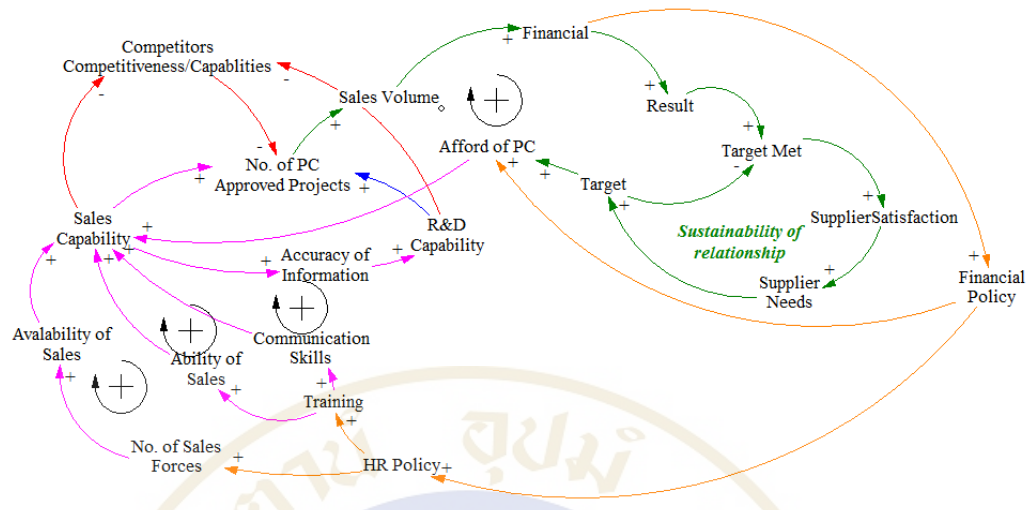 Competitors
Competitiveness/Capablities
Financial
Sales Volume
Result
Afford of PC
Target Met
No. of PC
Approved Projects
Target
Sales
Capability
R&D
Capability
SupplierSatisfaction
Sustainability of
relationship
Accuracy of
Information
Supplier
Needs
Financial
Policy
Avalability of
Sales
Ability of
Sales
Communication
Skills
Training
No. of Sales
Forces
HR Policy